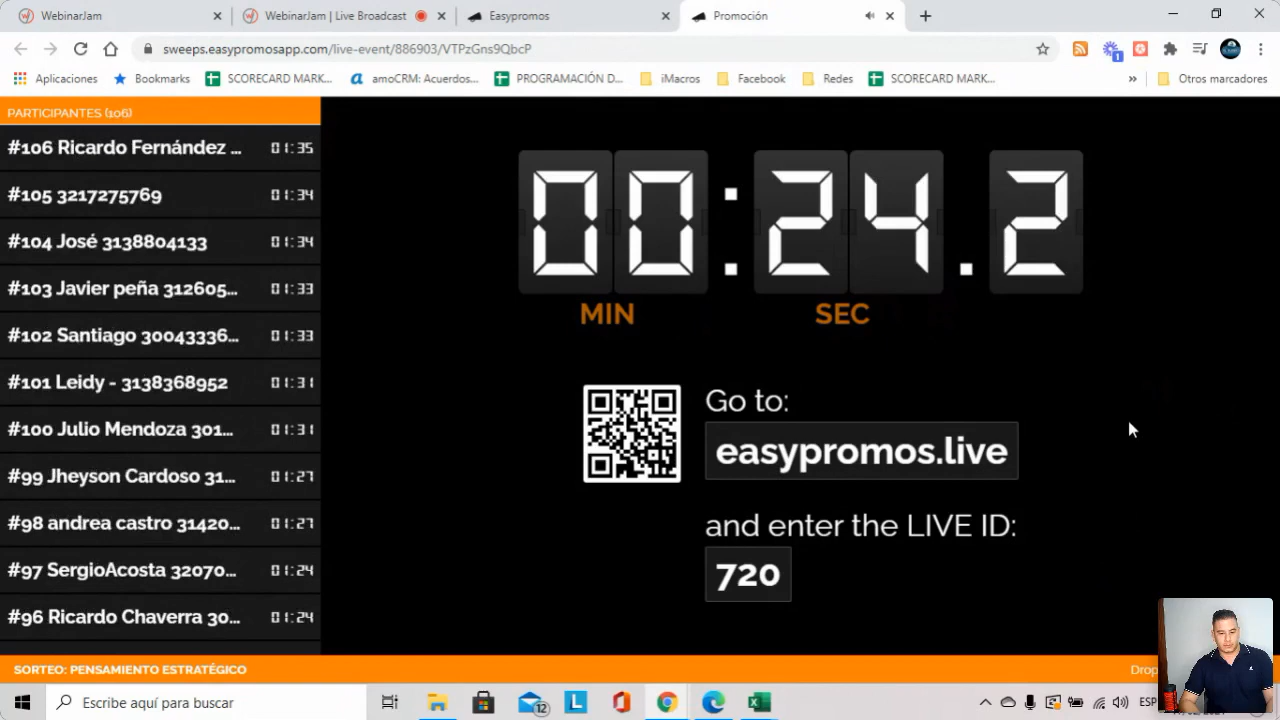 WebinarJam
WebinarJam | Live Broadcast
Easypromos
Promoción
sweeps.easypromosapp.com/live-event/886903/VTPzGns9QbcP
1
Aplicaciones
Bookmarks
SCORECARD MARK...
amoCRM: Acuerdos...
PROGRAMACIÓN D...
iMacros
Facebook
Redes
SCORECARD MARK...
»
Otros marcadores
PARTICIPANTES (106)
#106 Ricardo Fernández ... 01:35
#105 3217275769 01:34
#104 José 3138804133 01:34
#103 Javier peña 312605... 01:33
#102 Santiago 30043336... 01:33
#101 Leidy - 3138368952 01:31
#100 Julio Mendoza 301... 01:31
#99 Jheyson Cardoso 31... 01:27
#98 andrea castro 31420... 01:27
#97 SergioAcosta 32070... 01:24
#96 Ricardo Chaverra 30... 01:24
00:24.2
MIN SEC
Go to:
easypromos.live
and enter the LIVE ID:
720
SORTEO: PENSAMIENTO ESTRATÉGICO
Drop
Escribe aquí para buscar
12
ESP